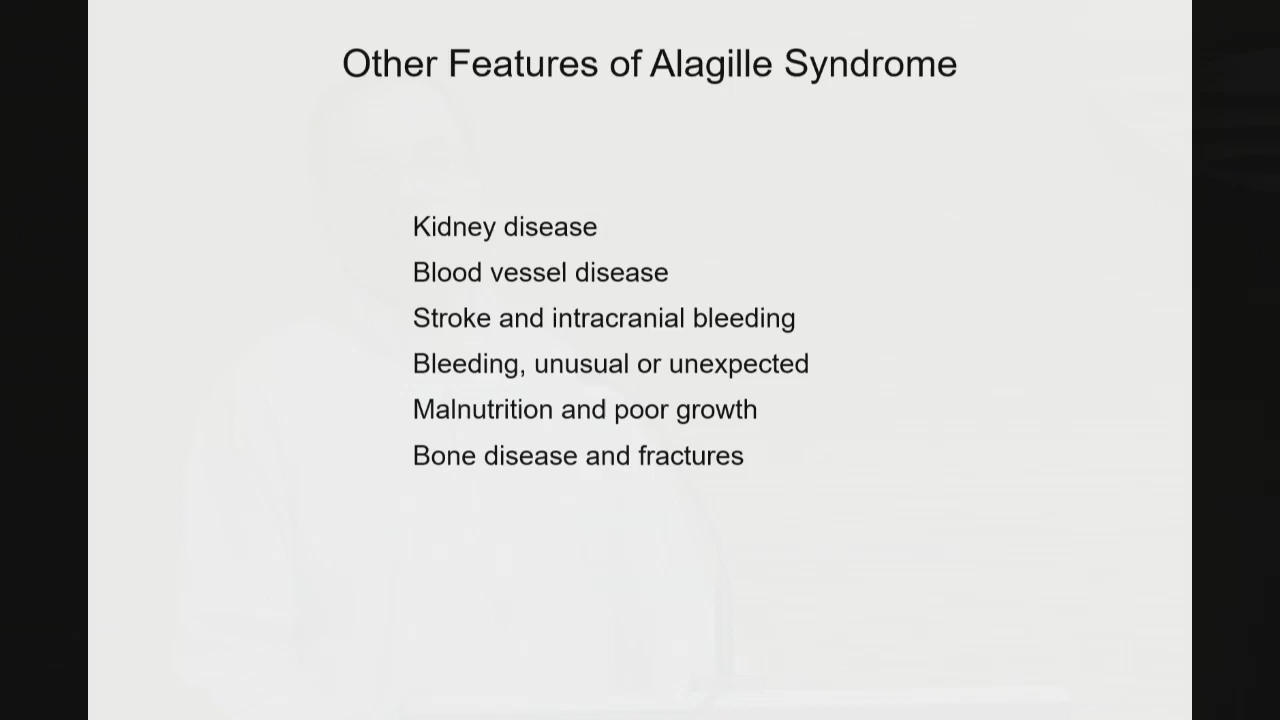 Other Features of Alagille Syndrome
Kidney disease
Blood vessel disease
Stroke and intracranial bleeding
Bleeding, unusual or unexpected
Malnutrition and poor growth
Bone disease and fractures